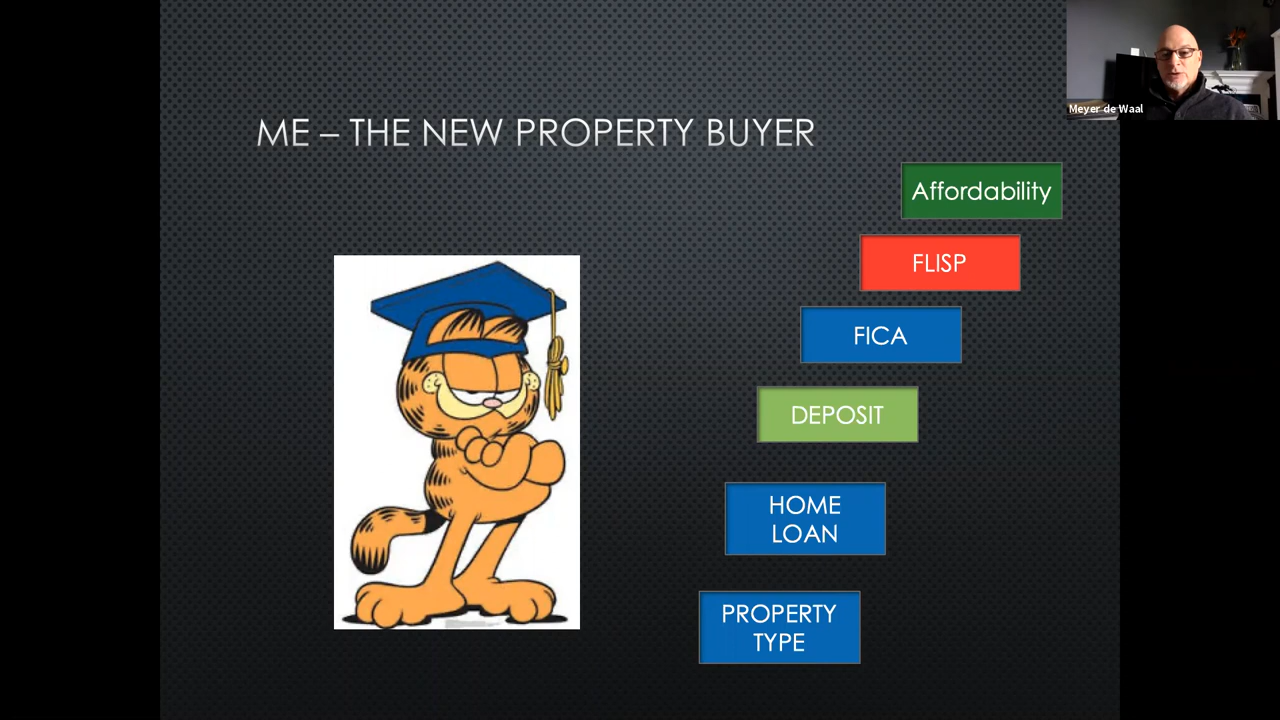 Meyer de Waal
ME – THE NEW PROPERTY BUYER
Affordability
FLISP
FICA
DEPOSIT
HOME
LOAN
PROPERTY
TYPE